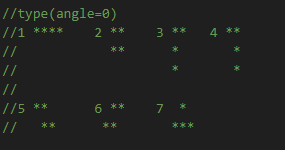 //type(angle=0)
//1 ****    2 **    3 **   4 **
//            **      *       *
//                    *       *
//
//5 **      6 **    7  *
//   **       **      ***